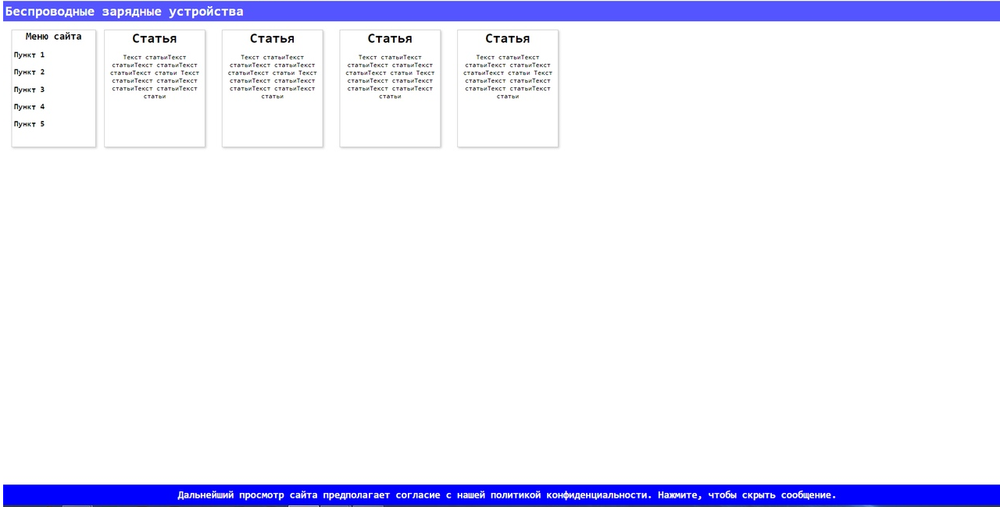 Беспроводные зарядные устройства
Меню сайта
Пункт 1
Пункт 2
Пункт 3
Пункт 4
Пункт 5
Статья
Текст статьиТекст
статьиТекст статьиТекст
статьиТекст статьи Текст
статьиТекст статьиТекст
статьиТекст статьиТекст
статьи
Статья
Текст статьиТекст
статьиТекст статьиТекст
статьиТекст статьи Текст
статьиТекст статьиТекст
статьиТекст статьиТекст
статьи
Статья
Текст статьиТекст
статьиТекст статьиТекст
статьиТекст статьи Текст
статьиТекст статьиТекст
статьиТекст статьиТекст
статьи
Статья
Текст статьиТекст
статьиТекст статьиТекст
статьиТекст статьи Текст
статьиТекст статьиТекст
статьиТекст статьиТекст
статьи
Дальнейший просмотр сайта предполагает согласие с нашей политикой конфиденциальности. Нажмите, чтобы скрыть сообщение.